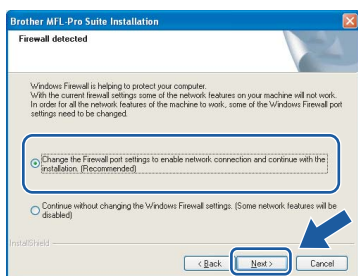 Brother MFL-Pro Suite Installation
Firewall detected
Windows Firewall is helping to protect your computer.
With the current firewall settings some of the network features on your machine will not work.
In order for all the network features of the machine to work, some of the Windows Firewall port
settings need to be changed.
Change the Firewall port settings to enable network connection and continue with the
installation. (Recommended)
Continue without changing the Windows Firewall settings. (Some network features will be
disabled)
InstallShield
< Back
Next >
Cancel